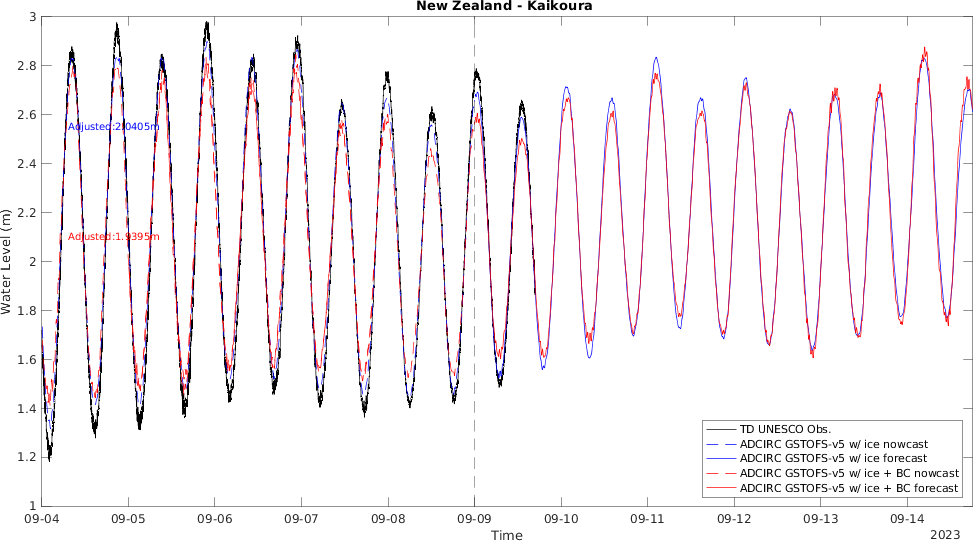 New Zealand - Kaikoura
3
2.8
2.6
2.4
2.2
2
1.8
1.6
1.4
1.2
1
Water Level (m)
Adjusted:2.0405m
Adjusted:1.9395m
TD UNESCO Obs.
ADCIRC GSTOFS-v5 w/ ice nowcast
ADCIRC GSTOFS-v5 w/ ice forecast
ADCIRC GSTOFS-v5 w/ ice + BC nowcast
ADCIRC GSTOFS-v5 w/ ice + BC forecast
09-04 09-05 09-06 09-07 09-08 09-09 09-10 09-11 09-12 09-13 09-14
Time
2023